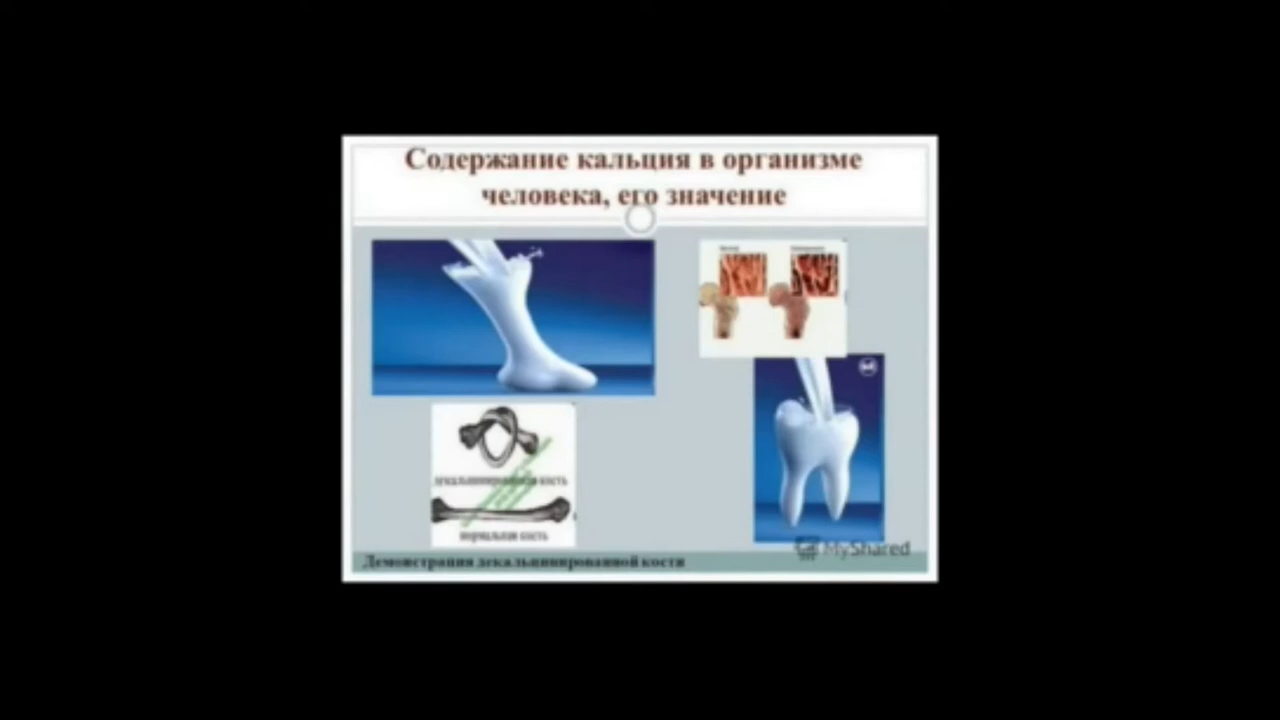 Содержание кальция в организме
человека, его значение
декальцинированная кость
нормальная кость
MyShared
Демонстрация декальцинированной кости